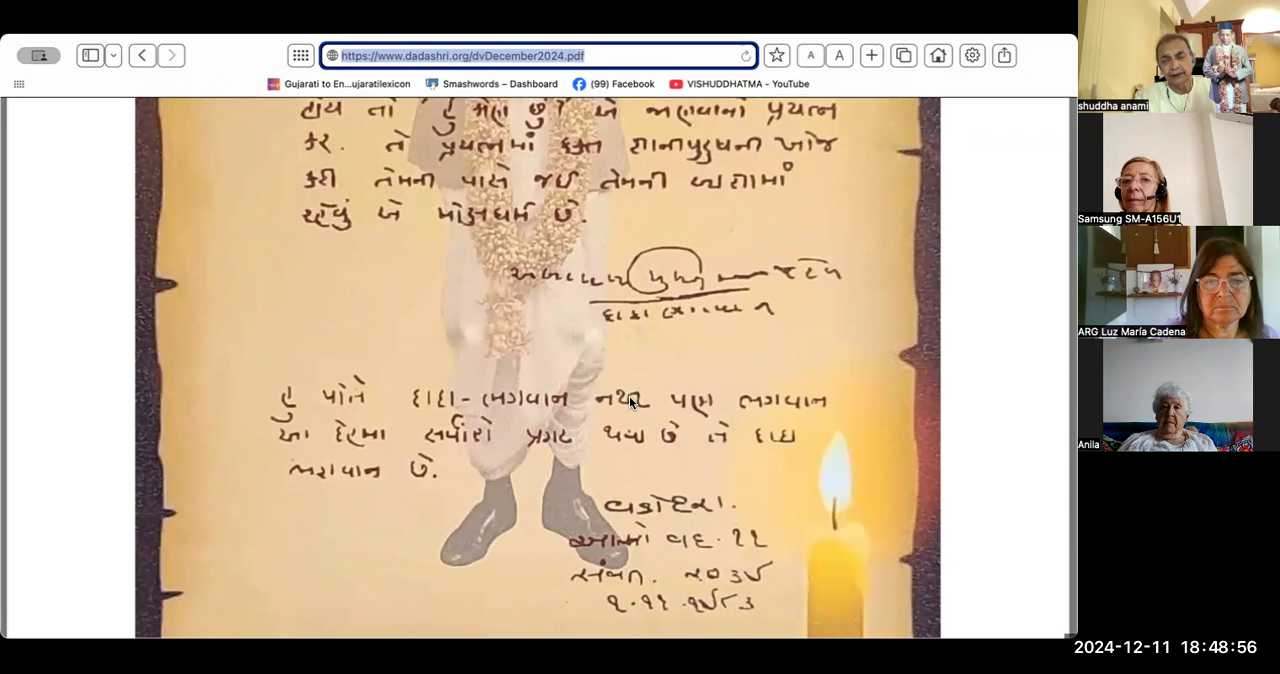 https://www.dadashri.org/dvDecember2024.pdf
A
A
Gujarati to En...ujaratilexicon
Smashwords – Dashboard
(99) Facebook
VISHUDDHATMA - YouTube
હોય તો હું કોણ છું? એ જાણવાનો પ્રયત્ન
કર. તે પ્રયત્નમાં ફક્ત જ્ઞાનીપુરુષની ખોજ
કરી તેમની પાસે જઈ તેમની આજ્ઞામાં
રહેવું એ મોક્ષધર્મ છે.
દાદા ભગવાન
હું પોતે દાદા-ભગવાન નથી પણ ભગવાન
આ દેહમાં સર્વાંશે પ્રગટ થયા છે તે દાદા
ભગવાન છે.
વડોદરા.
આસો વદ. ૧૧
સંવત.
shuddha anami
Samsung SM-A156U1
ARG Luz María Cadena
Anila
2024-12-11 18:48:56